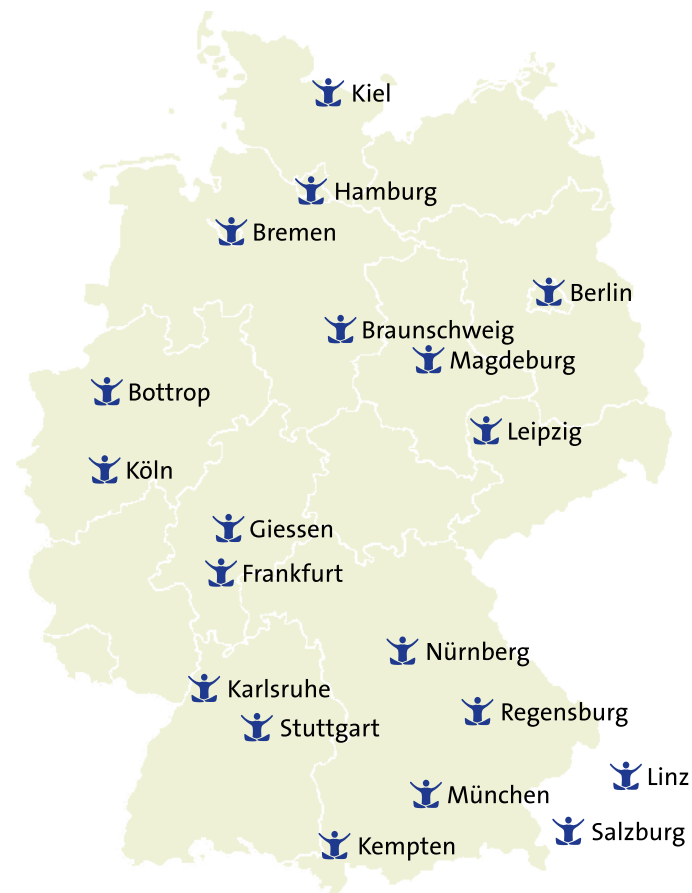 Kiel
Hamburg
Bremen
Berlin
Braunschweig
Magdeburg
Bottrop
Leipzig
Köln
Giessen
Frankfurt
Nürnberg
Karlsruhe
Regensburg
Stuttgart
Linz
München
Salzburg
Kempten